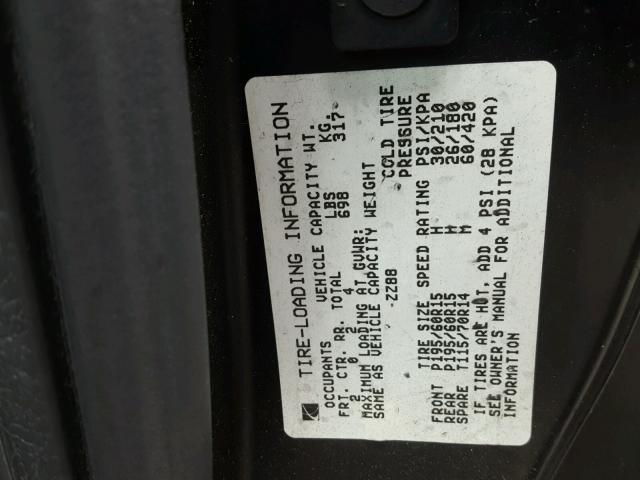 TIRE-LOADING INFORMATION
OCCUPANTS VEHICLE CAPACITY WT.
FRT. CTR. RR. TOTAL LBS KG.
2 0 2 4 698 317
MAXIMUM LOADING AT GVWR:
SAME AS VEHICLE CAPACITY WEIGHT
-ZZ88
COLD TIRE
PRESSURE
TIRE SIZE SPEED RATING PSI/KPA
FRONT P195/60R15 H 30/210
REAR P195/60R15 H 26/180
SPARE T115/70R14 M 60/420
IF TIRES ARE HOT, ADD 4 PSI (28 KPA)
SEE OWNER'S MANUAL FOR ADDITIONAL
INFORMATION